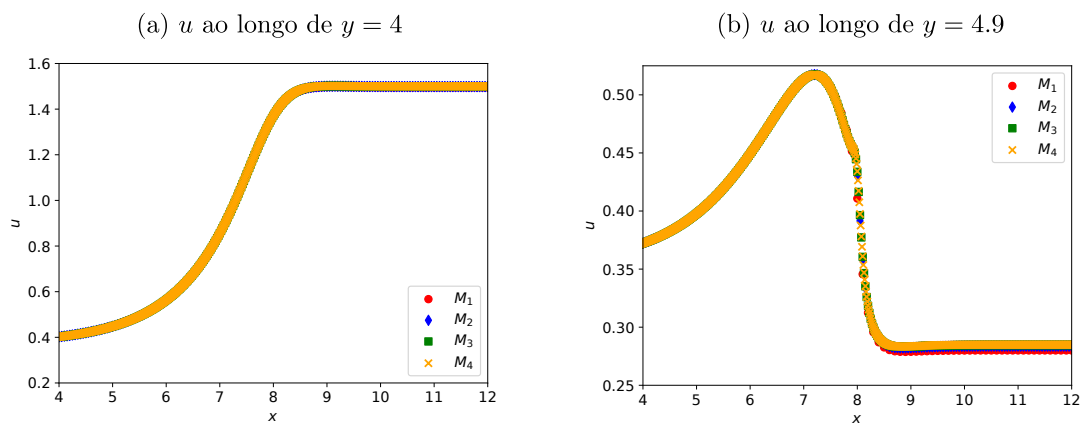 (a) u ao longo de y = 4
1.6
1.4
1.2
1.0
0.8
0.6
0.4
0.2
u
4 5 6 7 8 9 10 11 12
x
M₁
M₂
M₃
M₄
(b) u ao longo de y = 4.9
0.50
0.45
0.40
0.35
0.30
0.25
u
4 5 6 7 8 9 10 11 12
x
M₁
M₂
M₃
M₄